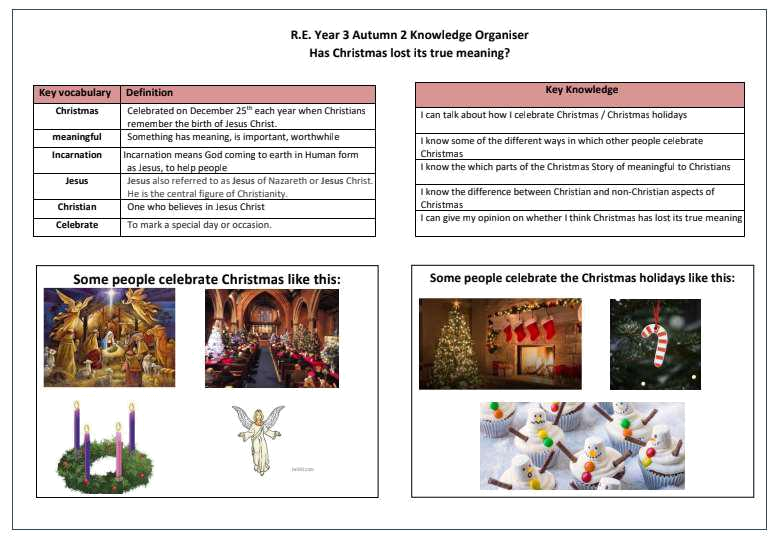 R.E. Year 3 Autumn 2 Knowledge Organiser
Has Christmas lost its true meaning?
Key vocabulary Definition
Christmas Celebrated on December 25th each year when Christians
remember the birth of Jesus Christ.
meaningful Something has meaning, is important, worthwhile
Incarnation Incarnation means God coming to earth in Human form
as Jesus, to help people
Jesus Jesus also referred to as Jesus of Nazareth or Jesus Christ.
He is the central figure of Christianity.
Christian One who believes in Jesus Christ
Celebrate To mark a special day or occasion.
Key Knowledge
I can talk about how I celebrate Christmas / Christmas holidays
I know some of the different ways in which other people celebrate
Christmas
I know the which parts of the Christmas Story of meaningful to Christians
I know the difference between Christian and non-Christian aspects of
Christmas
I can give my opinion on whether I think Christmas has lost its true meaning
Some people celebrate Christmas like this:
Some people celebrate the Christmas holidays like this: